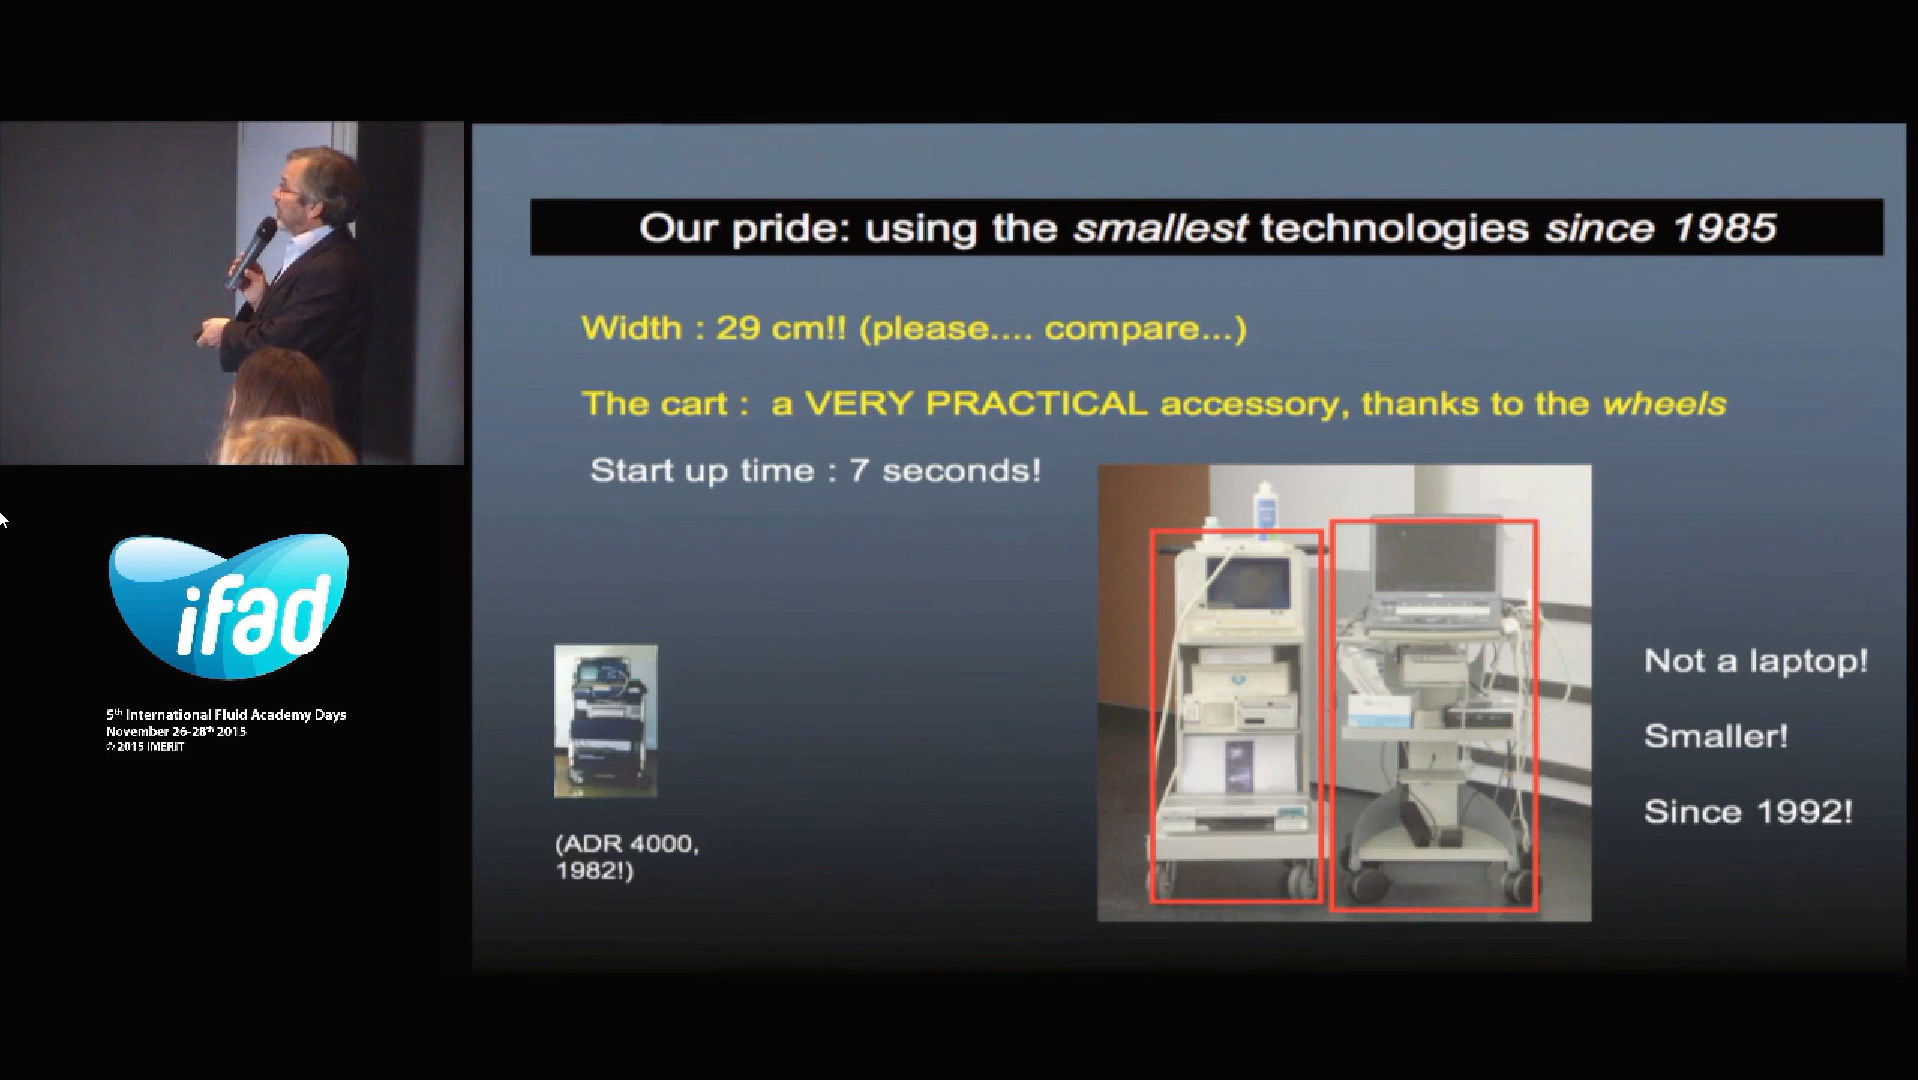 Our pride: using the smallest technologies since 1985
Width : 29 cm!! (please.... compare...)
The cart : a VERY PRACTICAL accessory, thanks to the wheels
Start up time : 7 seconds!
Not a laptop!
Smaller!
Since 1992!
(ADR 4000,
1982!)
ifad
5th International Fluid Academy Days
November 26-28th 2015
© 2015 IMERIT